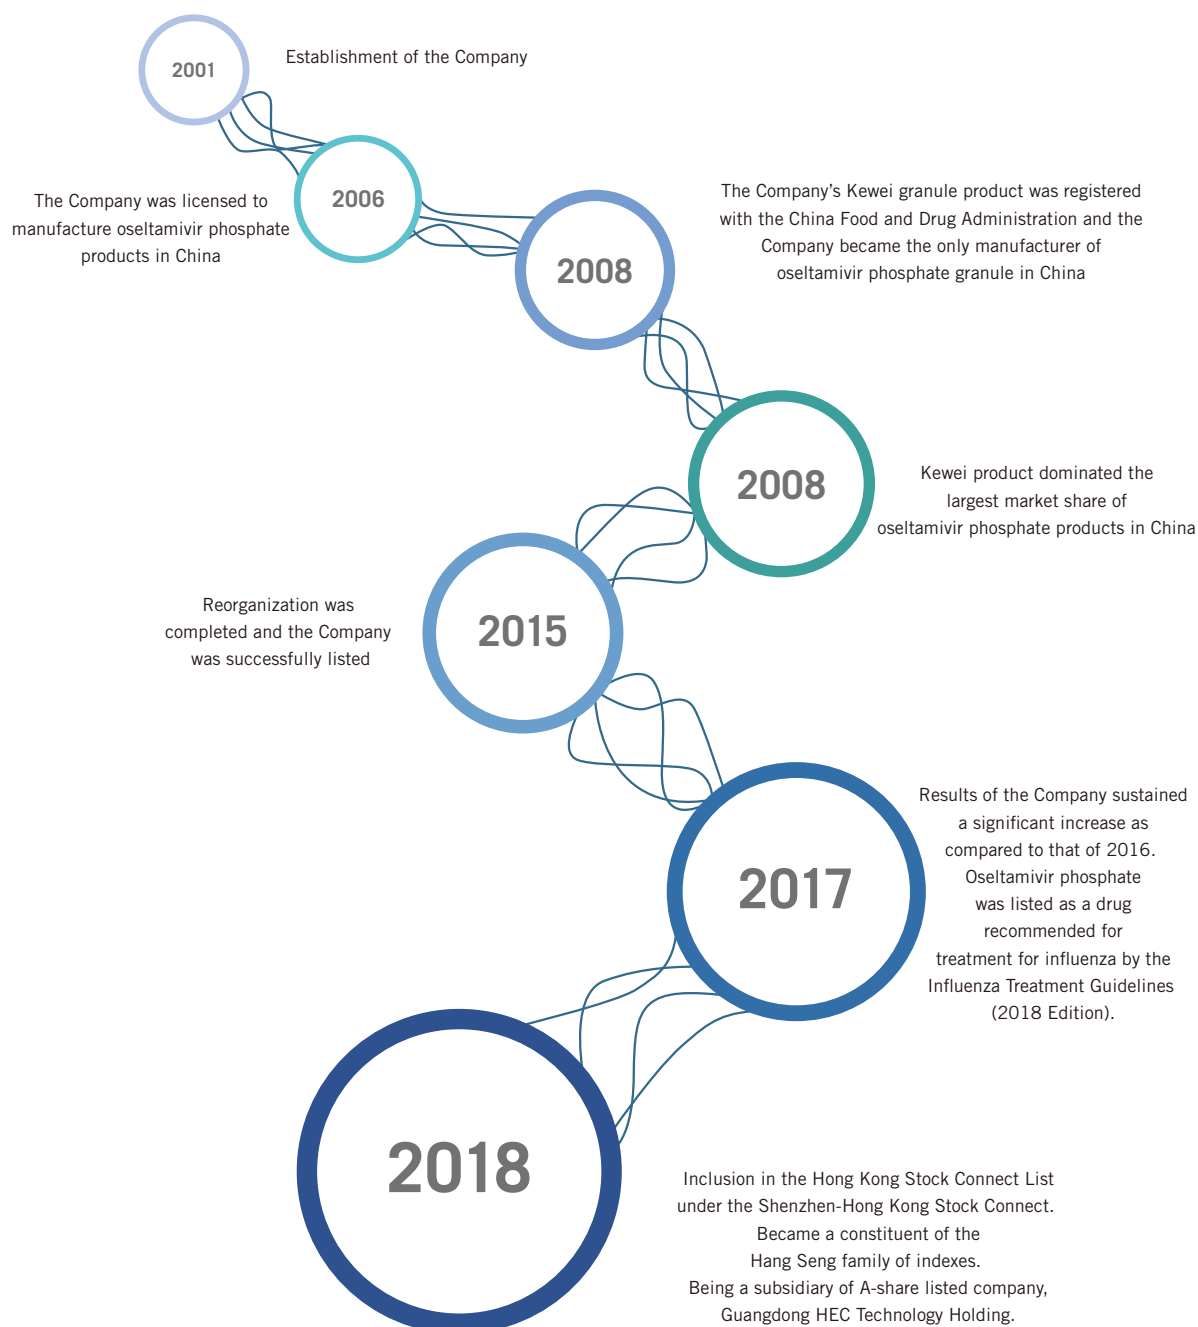 2001
Establishment of the Company
2006
The Company was licensed to
manufacture oseltamivir phosphate
products in China
2008
The Company’s Kewei granule product was registered
with the China Food and Drug Administration and the
Company became the only manufacturer of
oseltamivir phosphate granule in China
2008
Kewei product dominated the
largest market share of
oseltamivir phosphate products in China
2015
Reorganization was
completed and the Company
was successfully listed
2017
Results of the Company sustained
a significant increase as
compared to that of 2016.
Oseltamivir phosphate
was listed as a drug
recommended for
treatment for influenza by the
Influenza Treatment Guidelines
(2018 Edition).
2018
Inclusion in the Hong Kong Stock Connect List
under the Shenzhen-Hong Kong Stock Connect.
Became a constituent of the
Hang Seng family of indexes.
Being a subsidiary of A-share listed company,
Guangdong HEC Technology Holding.